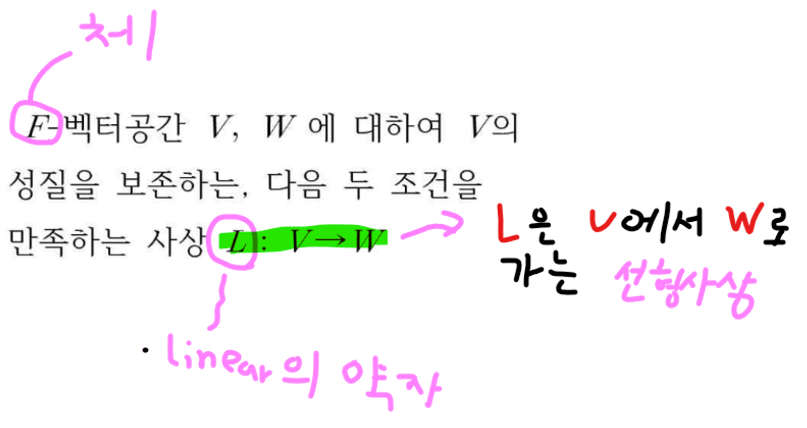 체
F-벡터공간 V, W 에 대하여 V의
성질을 보존하는, 다음 두 조건을
만족하는 사상 L : V→W
L은 V에서 W로
가는 선형사상
· linear의 약자